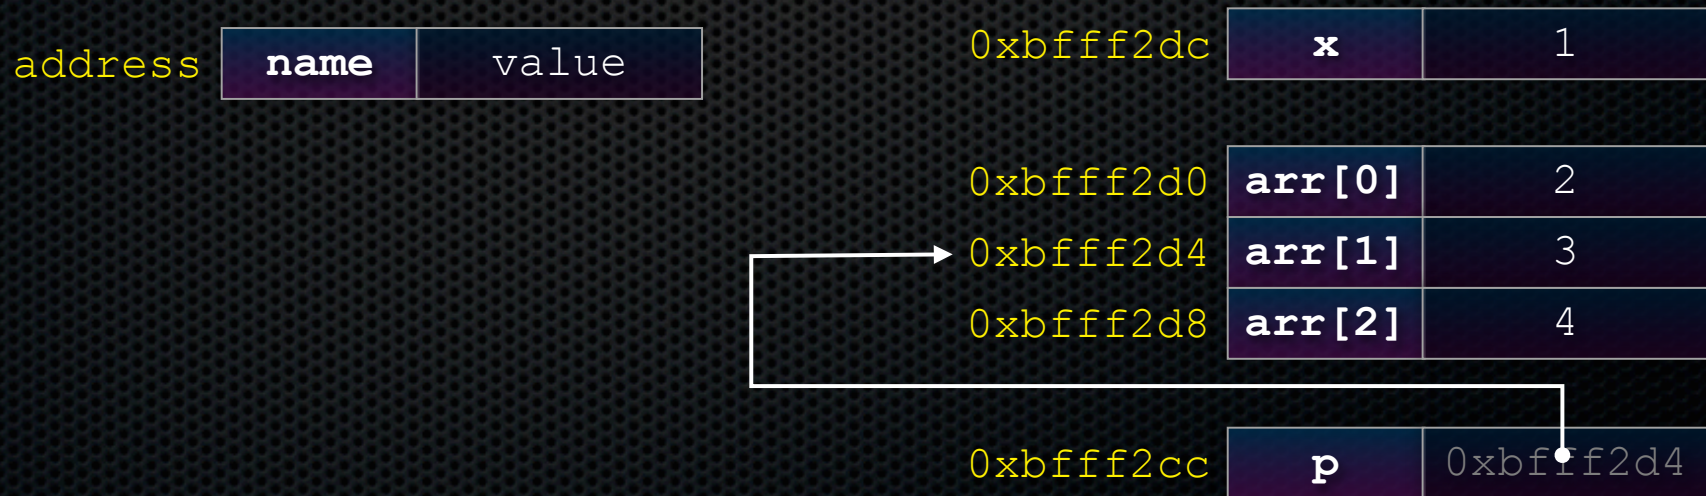 address name value
0xbfff2dc x 1
0xbfff2d0 arr[0] 2
0xbfff2d4 arr[1] 3
0xbfff2d8 arr[2] 4
0xbfff2cc p 0xbfff2d4